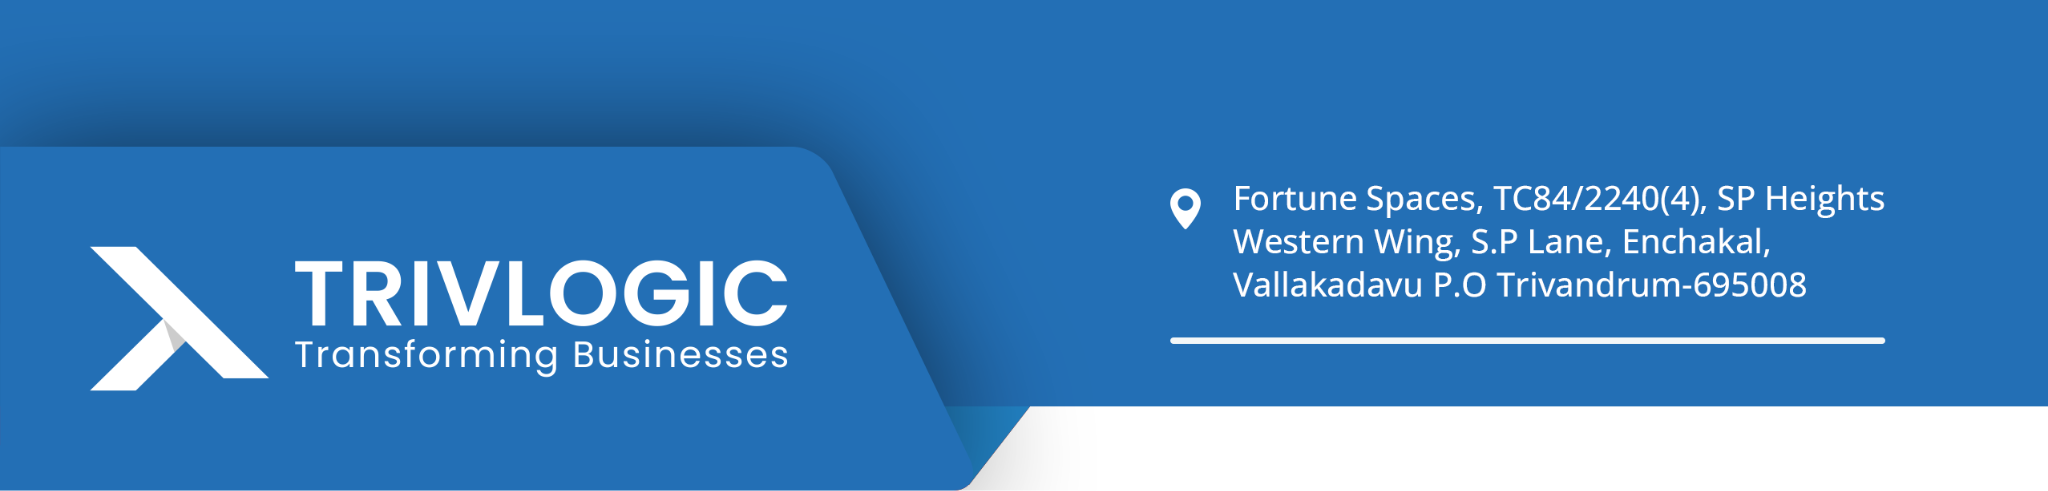 TRIVLOGIC
Transforming Businesses
Fortune Spaces, TC84/2240(4), SP Heights
Western Wing, S.P Lane, Enchakal,
Vallakadavu P.O Trivandrum-695008